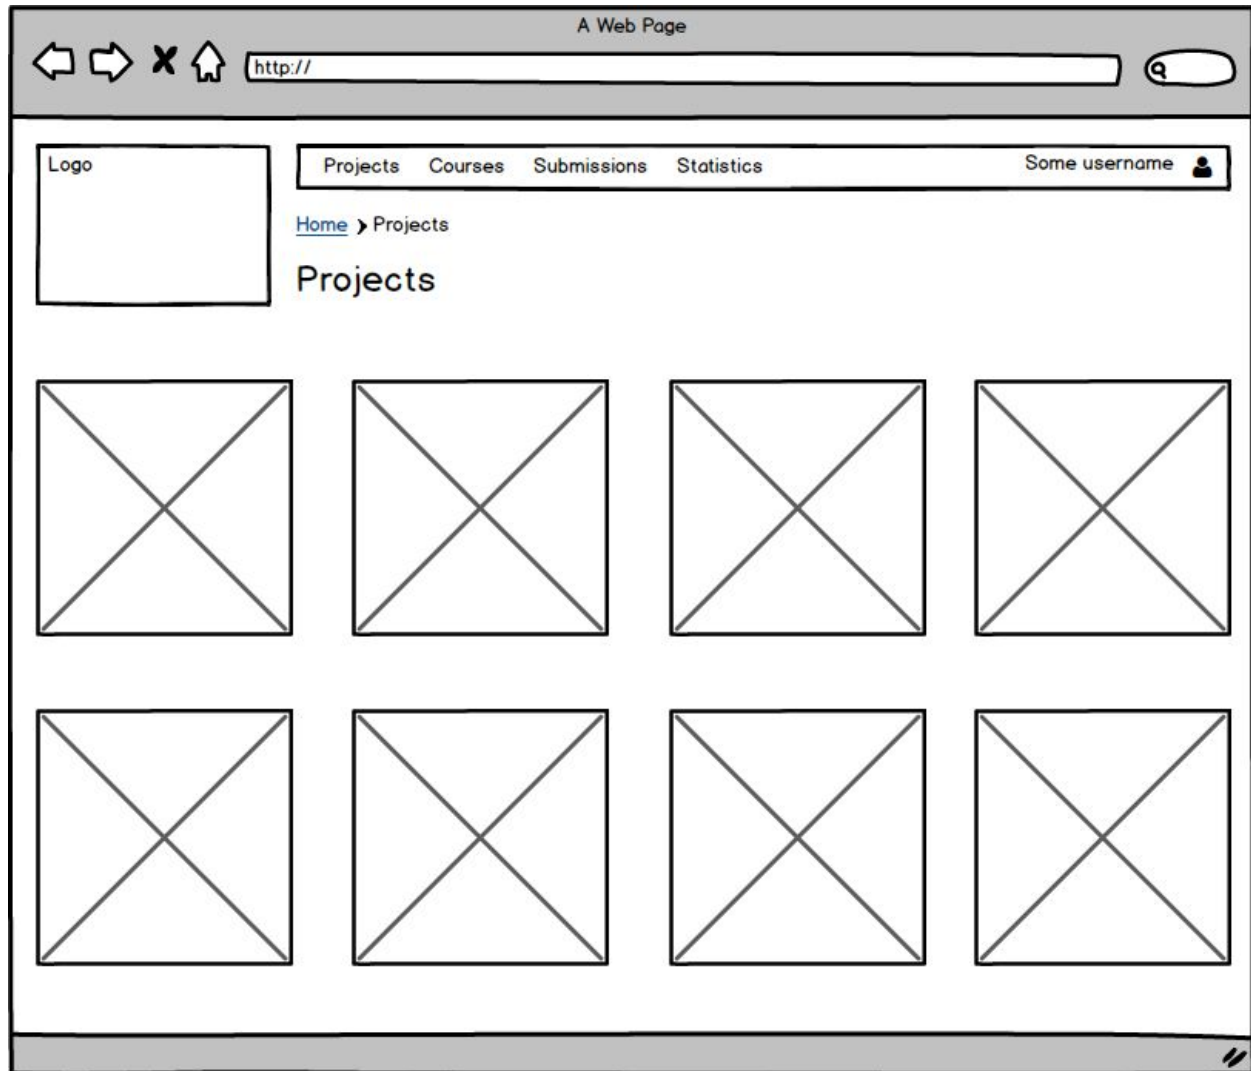 A Web Page
http://
Logo
Projects Courses Submissions Statistics Some username
Home Projects
Projects